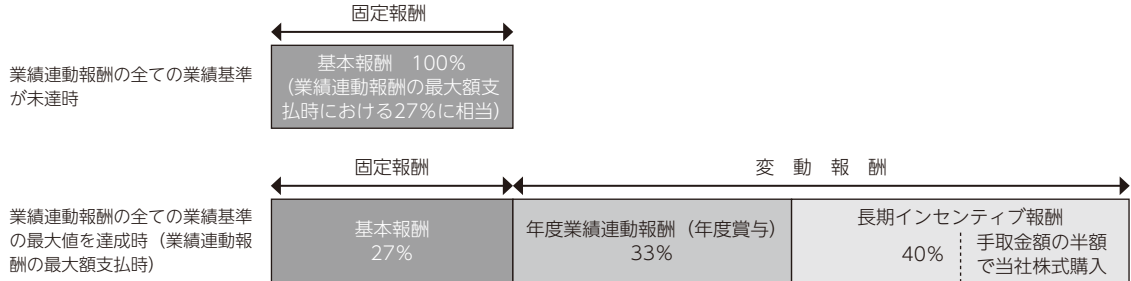 固定報酬
業績連動報酬の全ての業績基準
が未達時
基本報酬　100%
（業績連動報酬の最大額支
払時における27%に相当）
固定報酬
変　動　報　酬
業績連動報酬の全ての業績基準
の最大値を達成時（業績連動報
酬の最大額支払時）
基本報酬
27%
年度業績連動報酬（年度賞与）
33%
長期インセンティブ報酬
40%
手取金額の半額
で当社株式購入